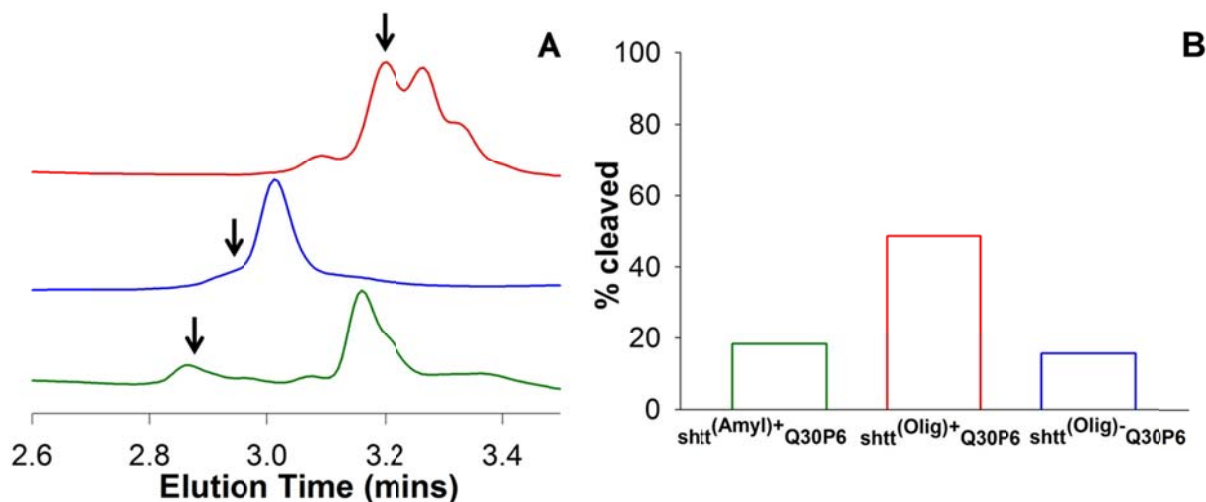 A
2.6 2.8 3.0 3.2 3.4
Elution Time (mins)
B
% cleaved
100
80
60
40
20
0
shtt(Amyl)+Q30P6 shtt(Olig)+Q30P6 shtt(Olig)-Q30P6